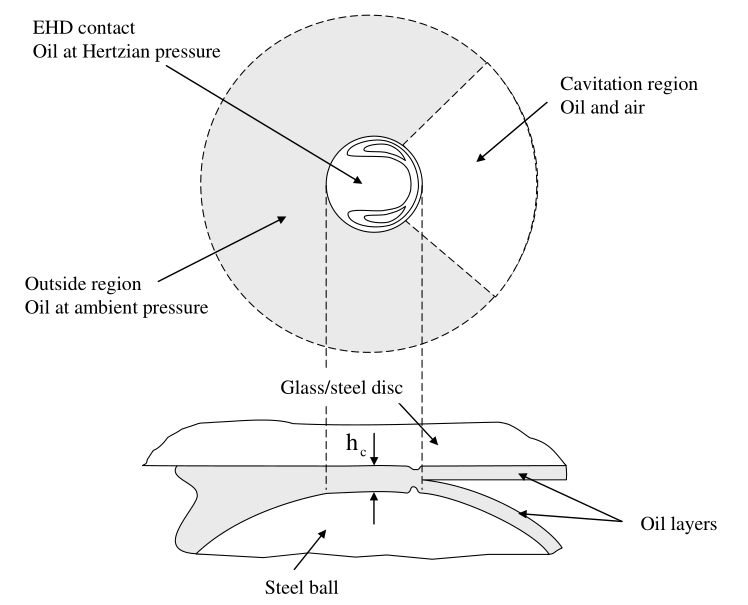 EHD contact
Oil at Hertzian pressure
Cavitation region
Oil and air
Outside region
Oil at ambient pressure
Glass/steel disc
hc
Oil layers
Steel ball